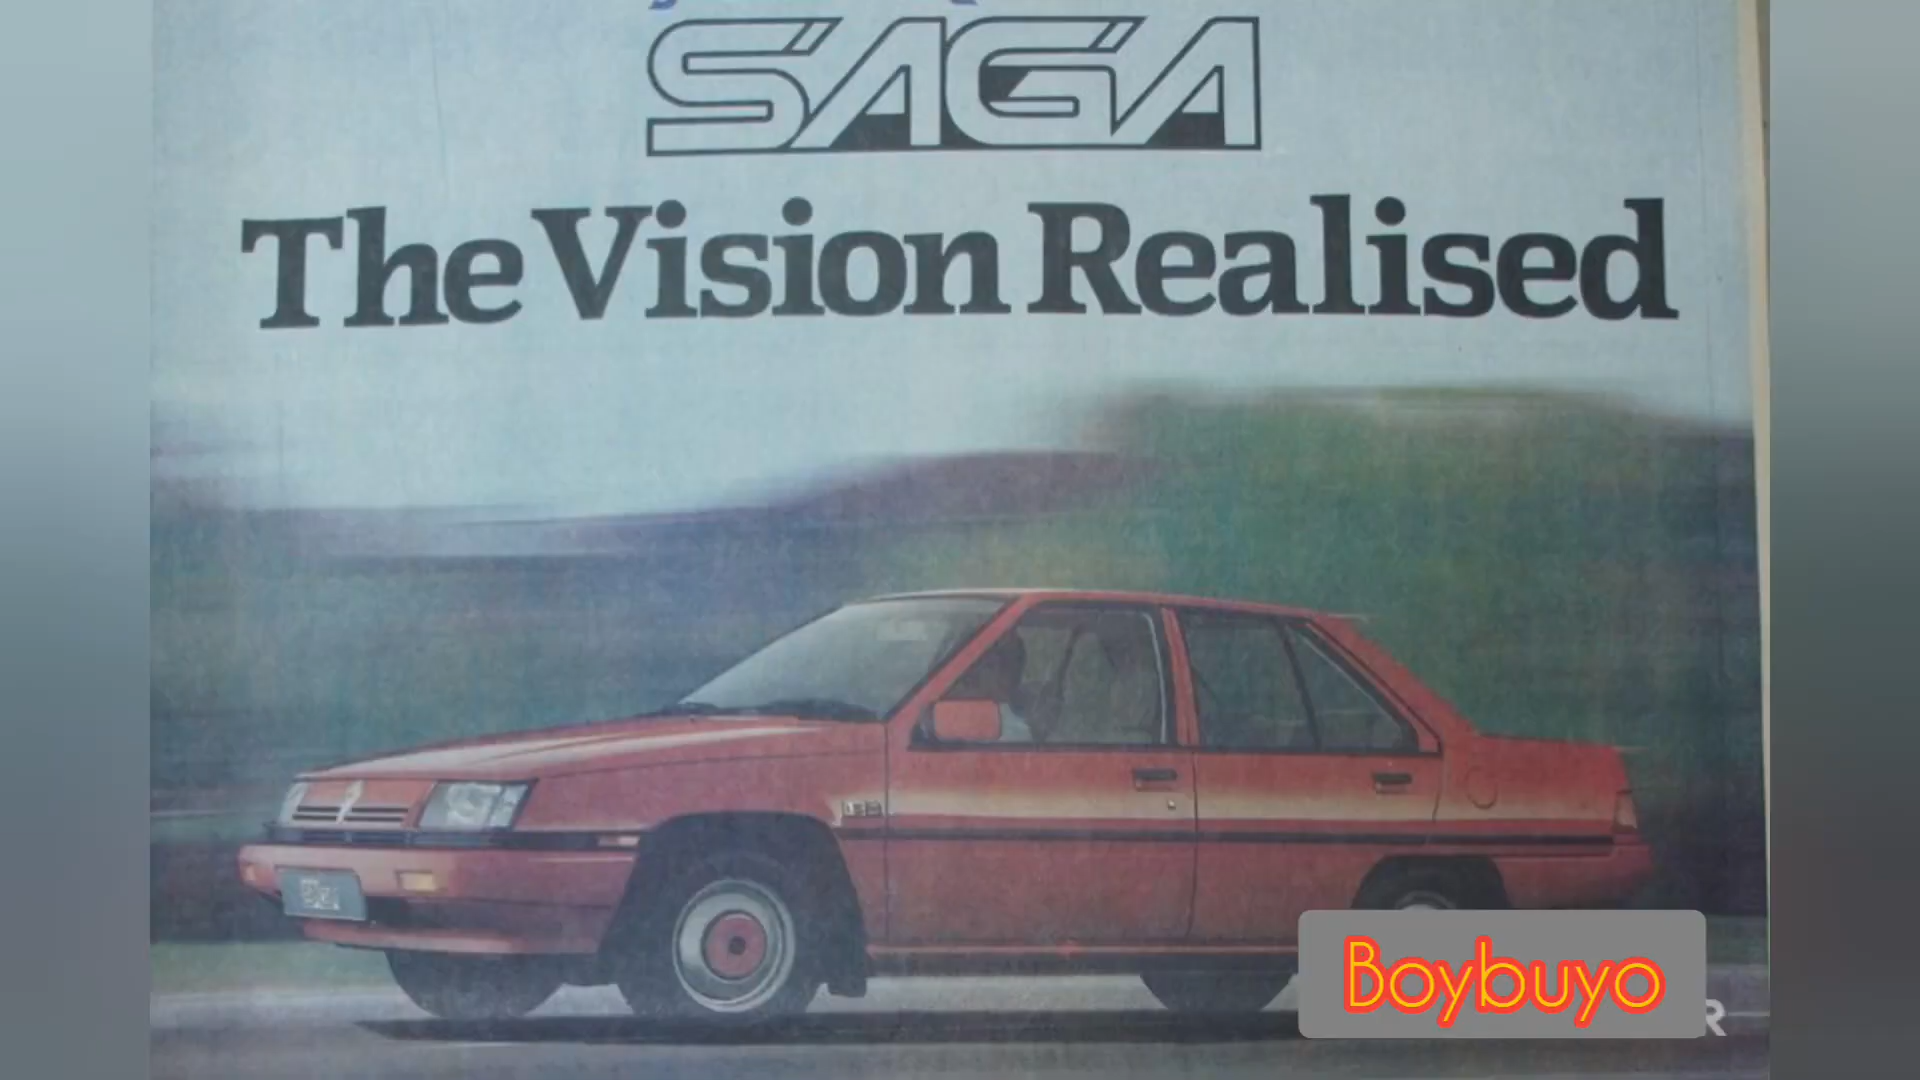 SAGA
The Vision Realised
Boybuyo
R